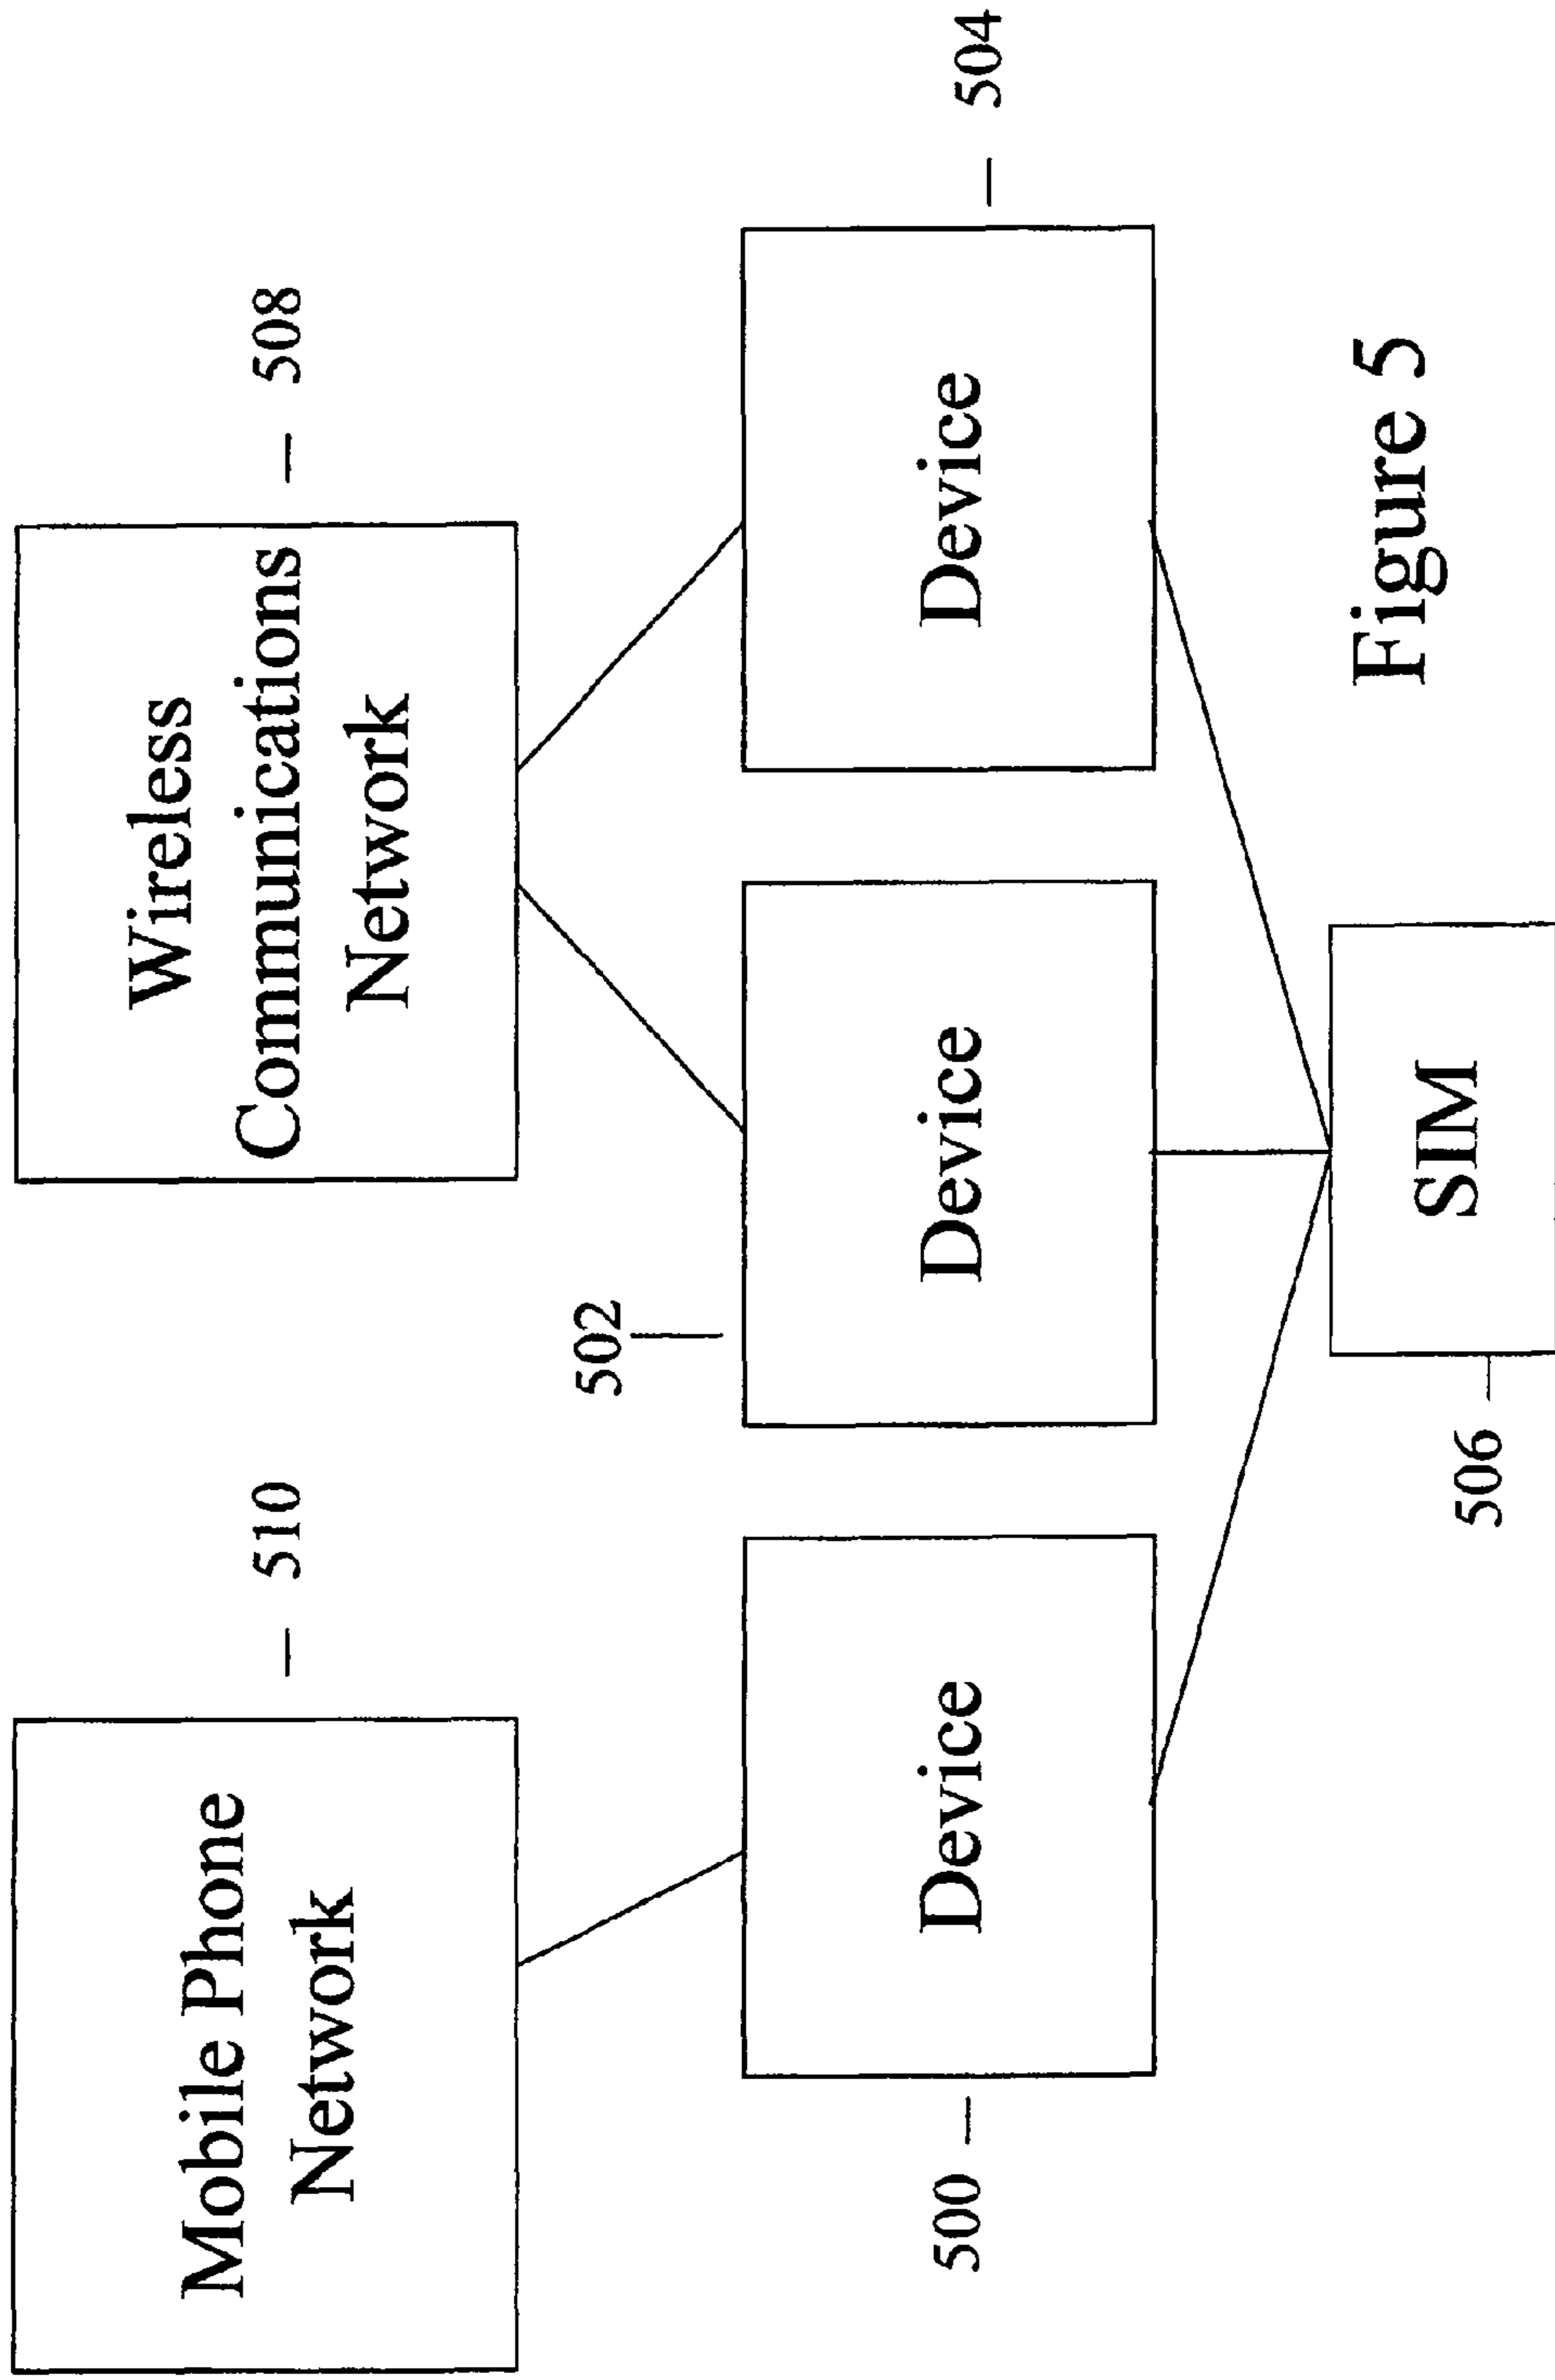 Mobile Phone
Network
510
Wireless
Communications
Network
508
502
500
Device
Device
Device
504
506
SIM
Figure 5